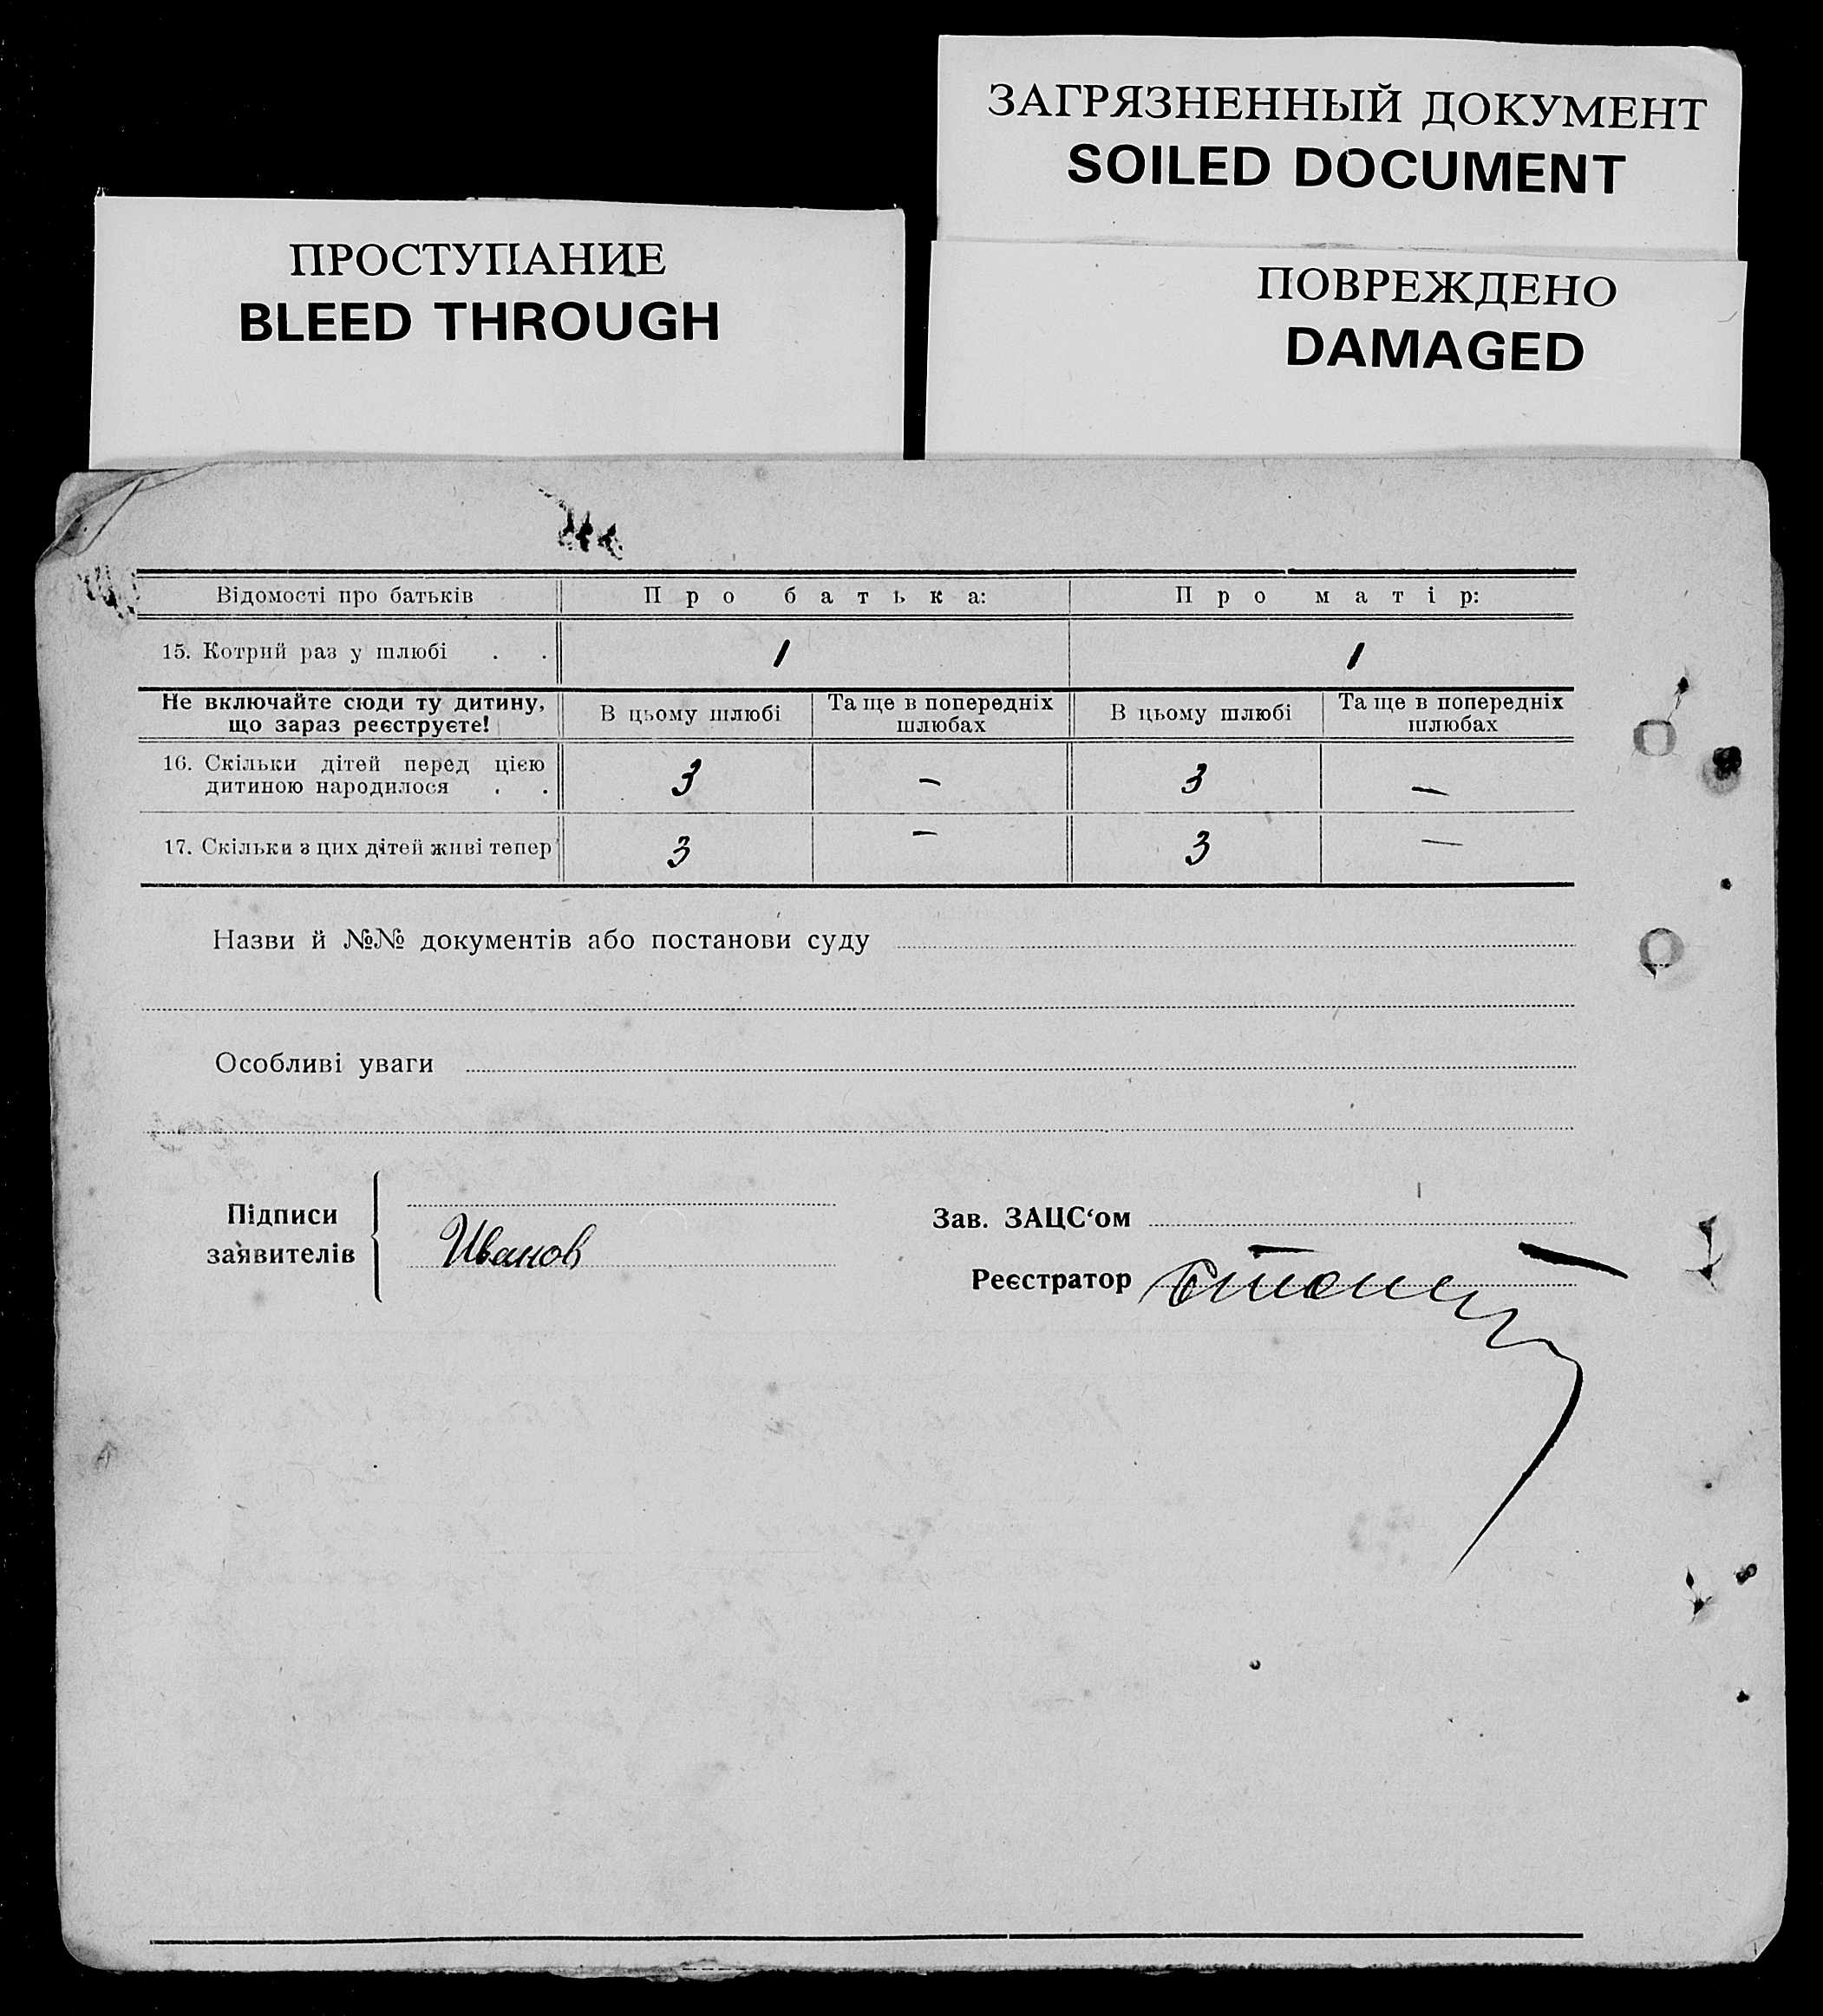 ЗАГРЯЗНЕННЫЙ ДОКУМЕНТ
SOILED DOCUMENT
ПРОСТУПАНИЕ
BLEED THROUGH
ПОВРЕЖДЕНО
DAMAGED
Відомості про батьків Про батька: Про матір:
15. Котрий раз у шлюбі . . 1 1
Не включайте сюди ту дитину, що зараз реєструєте! В цьому шлюбі Та ще в попередніх шлюбах В цьому шлюбі Та ще в попередніх шлюбах
16. Скільки дітей перед цією дитиною народилося . . 3 — 3 —
17. Скільки з цих дітей живі тепер 3 — 3 —
Назви й №№ документів або постанови суду
Особливі уваги
Підписи заявителів
Иванов
Зав. ЗАЦС‘ом
Реєстратор